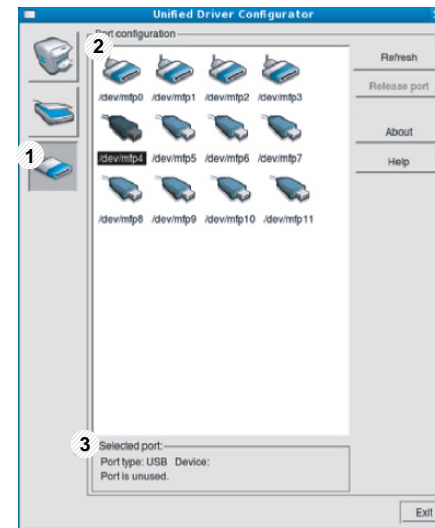 Unified Driver Configurator
2
Port configuration
Refresh
/dev/mfp0 /dev/mfp1 /dev/mfp2 /dev/mfp3
Release port
About
1
/dev/mfp4 /dev/mfp5 /dev/mfp6 /dev/mfp7
Help
/dev/mfp8 /dev/mfp9 /dev/mfp10 /dev/mfp11
3
Selected port:
Port type: USB Device:
Port is unused.
Exit